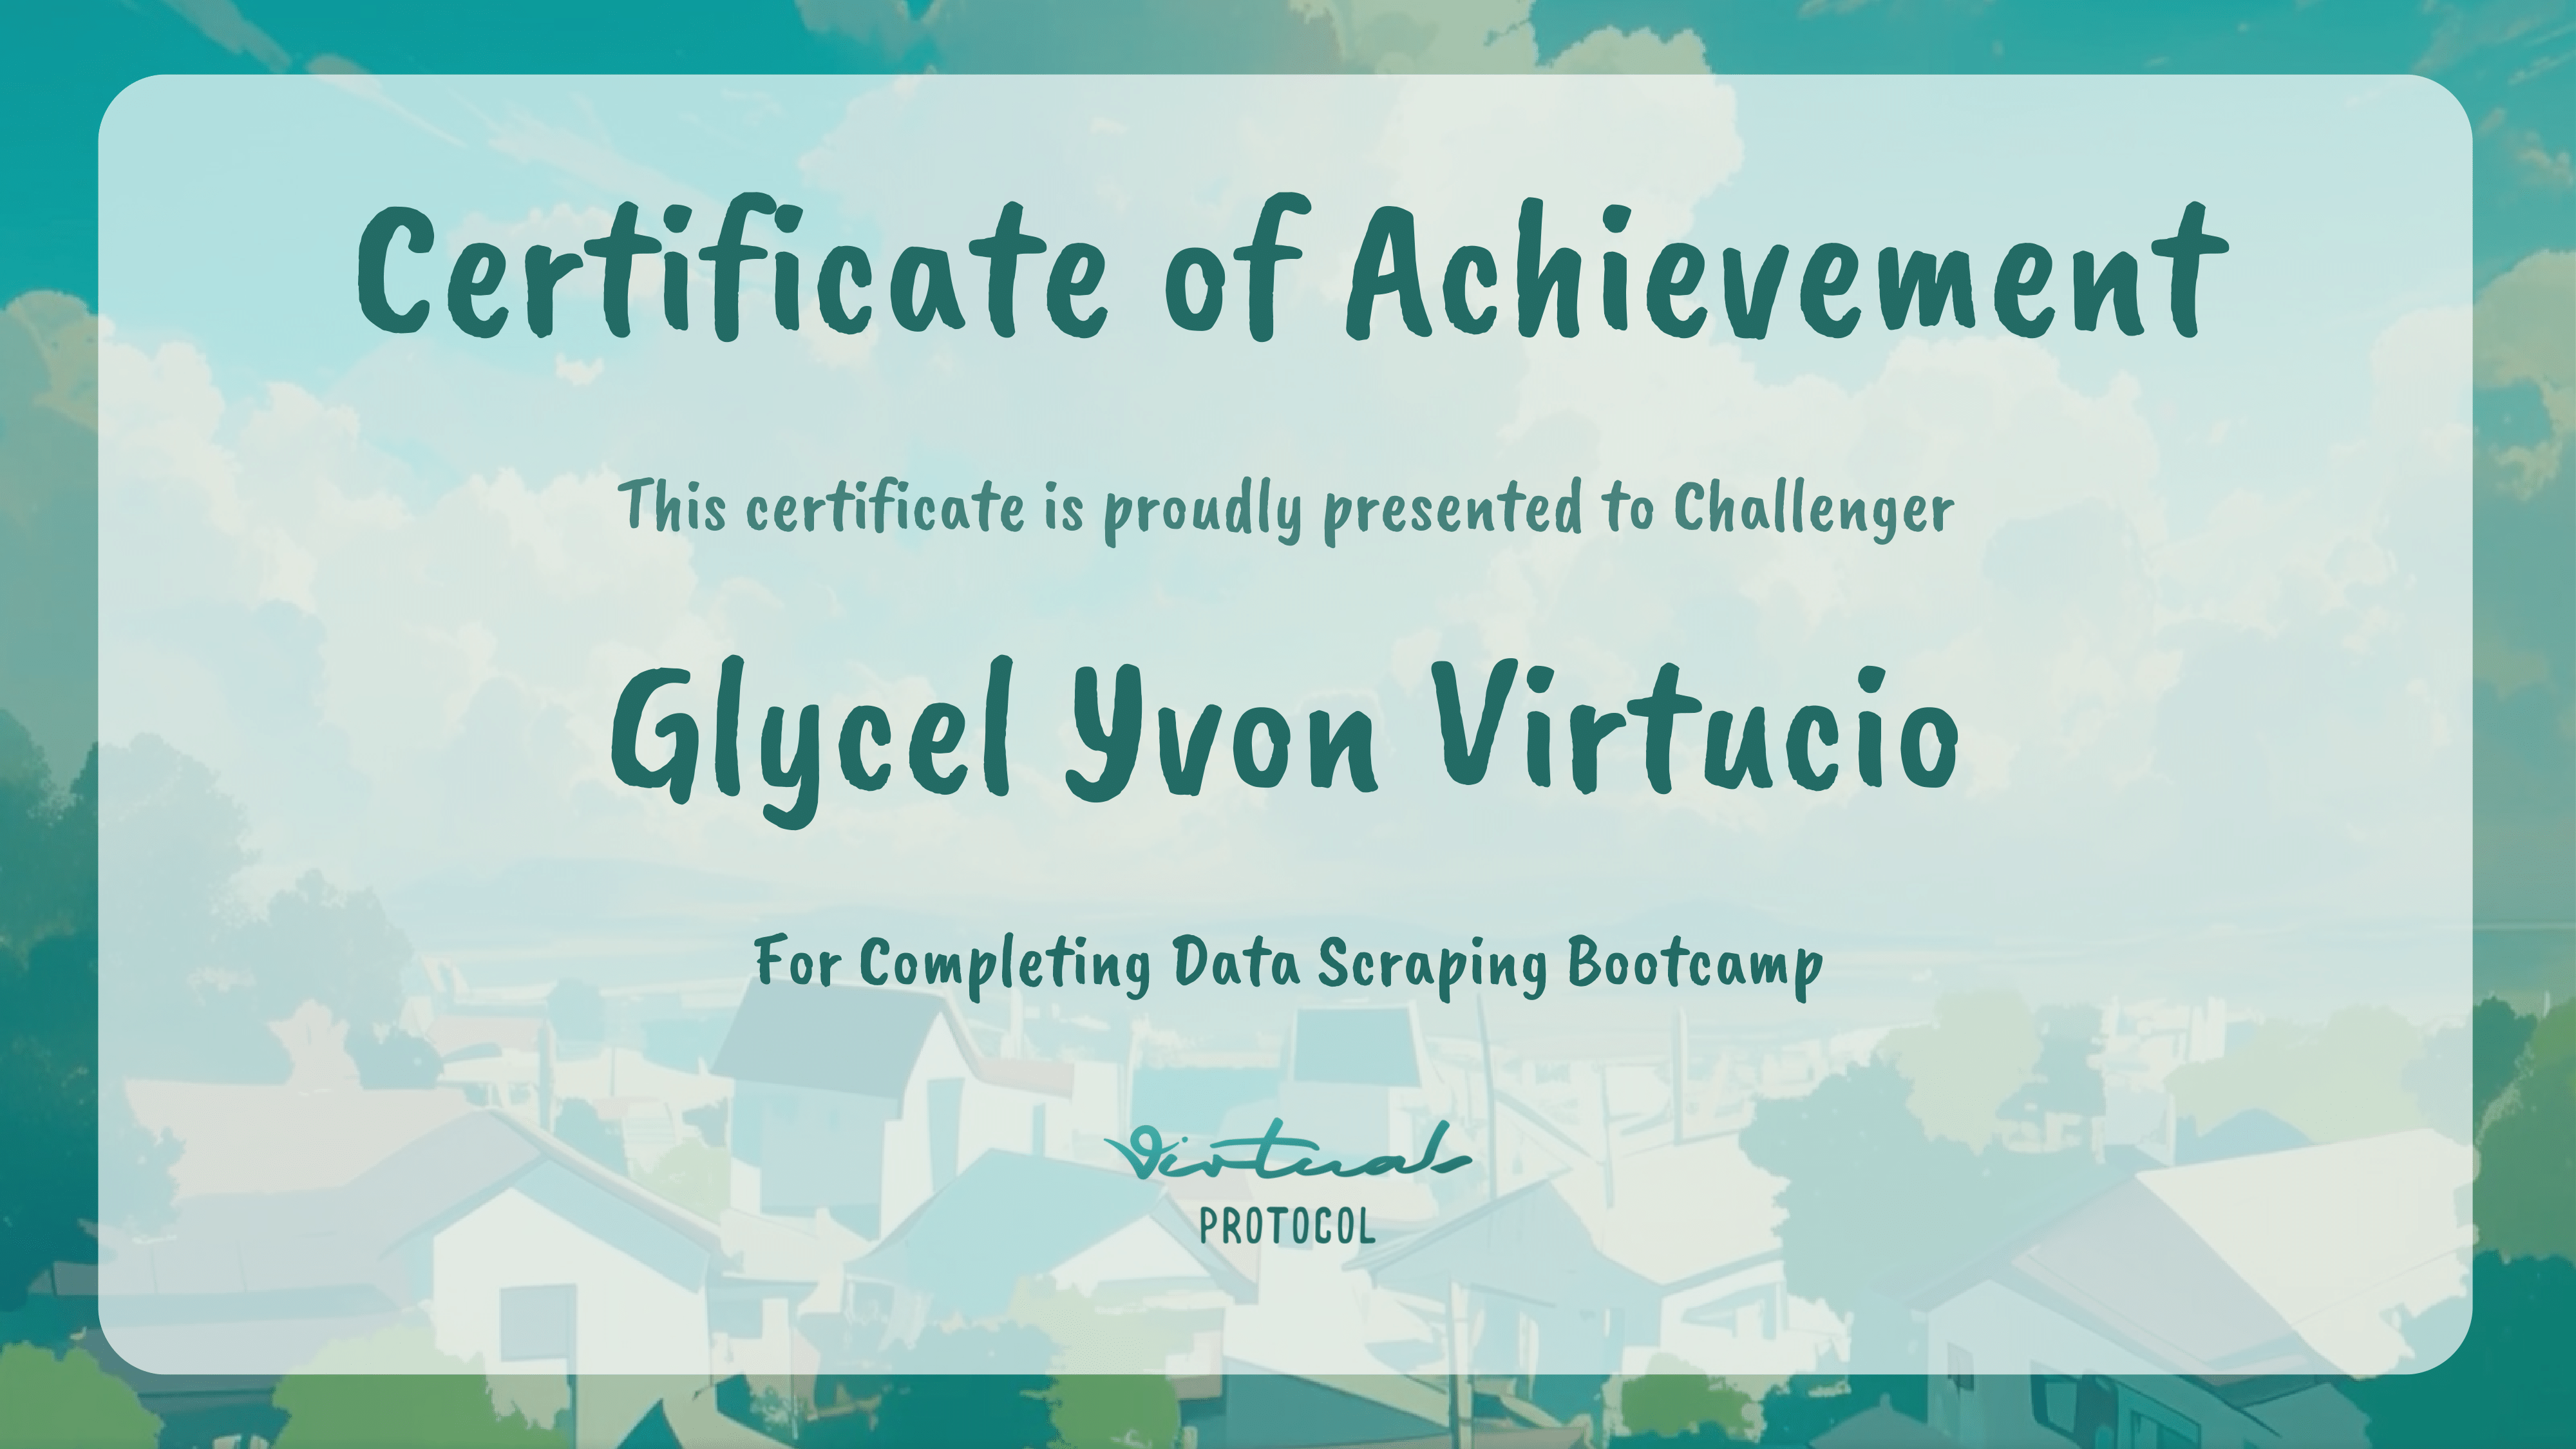 Certificate of Achievement
This certificate is proudly presented to Challenger
Glycel Yvon Virtucio
For Completing Data Scraping Bootcamp
Virtual
PROTOCOL